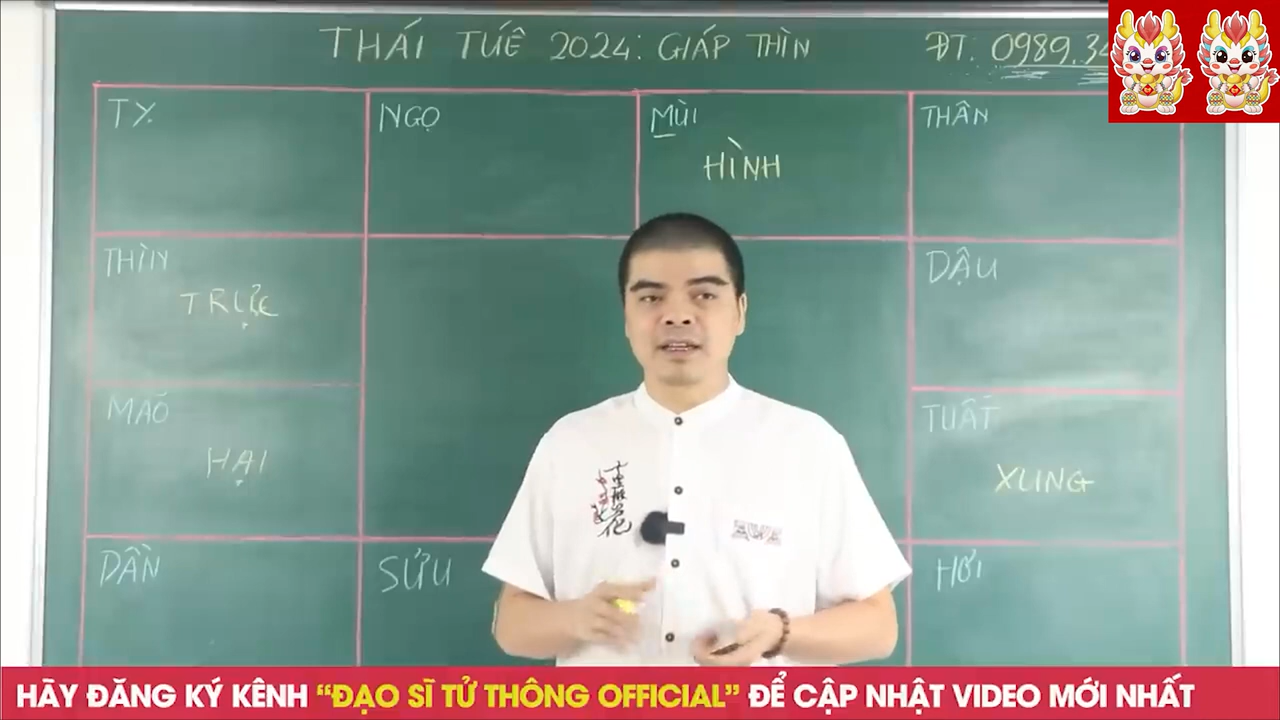 THÁI TUẾ 2024: GIÁP THÌN
ĐT. 0989.34
TỴ
NGỌ
MÙI
THÂN
HÌNH
THÌN
DẬU
TRỰC
MÃO
TUẤT
HẠI
XUNG
DẦN
SỬU
HỢI
HÃY ĐĂNG KÝ KÊNH “ĐẠO SĨ TỬ THÔNG OFFICIAL” ĐỂ CẬP NHẬT VIDEO MỚI NHẤT